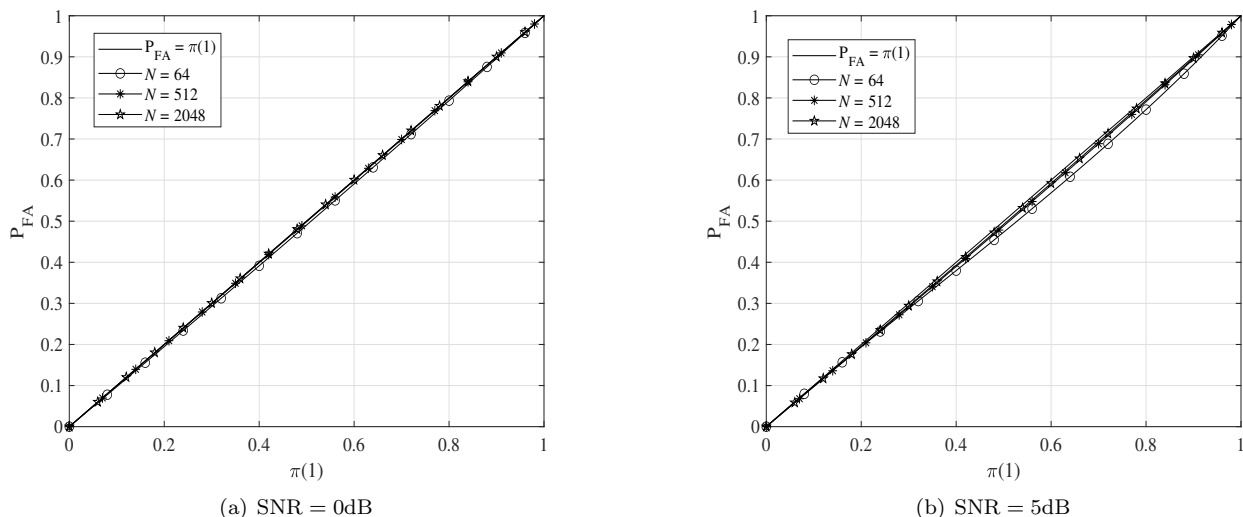 1
0.9
0.8
0.7
0.6
0.5
0.4
0.3
0.2
0.1
0
P_FA
P_FA = π(1)
N = 64
N = 512
N = 2048
0 0.2 0.4 0.6 0.8 1
π(1)
(a) SNR = 0dB
1
0.9
0.8
0.7
0.6
0.5
0.4
0.3
0.2
0.1
0
P_FA
P_FA = π(1)
N = 64
N = 512
N = 2048
0 0.2 0.4 0.6 0.8 1
π(1)
(b) SNR = 5dB